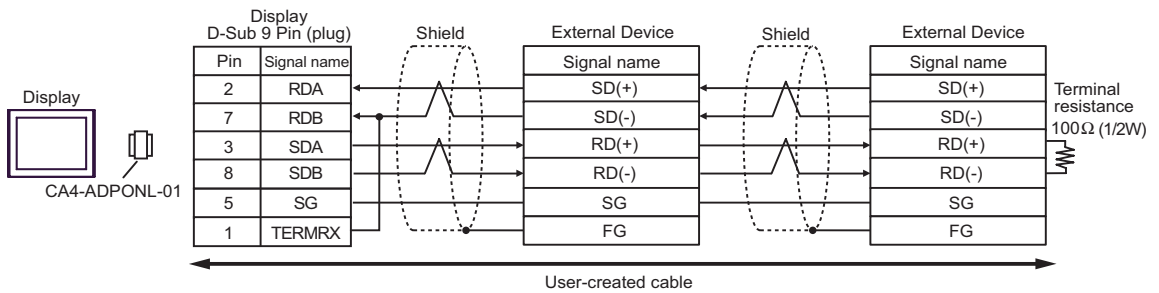 Display
D-Sub 9 Pin (plug)
Shield
External Device
Shield
External Device
Pin Signal name
Signal name
Signal name
2 RDA
SD(+)
SD(+)
Terminal
resistance
100Ω (1/2W)
Display
7 RDB
SD(-)
SD(-)
3 SDA
RD(+)
RD(+)
8 SDB
RD(-)
RD(-)
CA4-ADPONL-01
5 SG
SG
SG
1 TERMRX
FG
FG
User-created cable